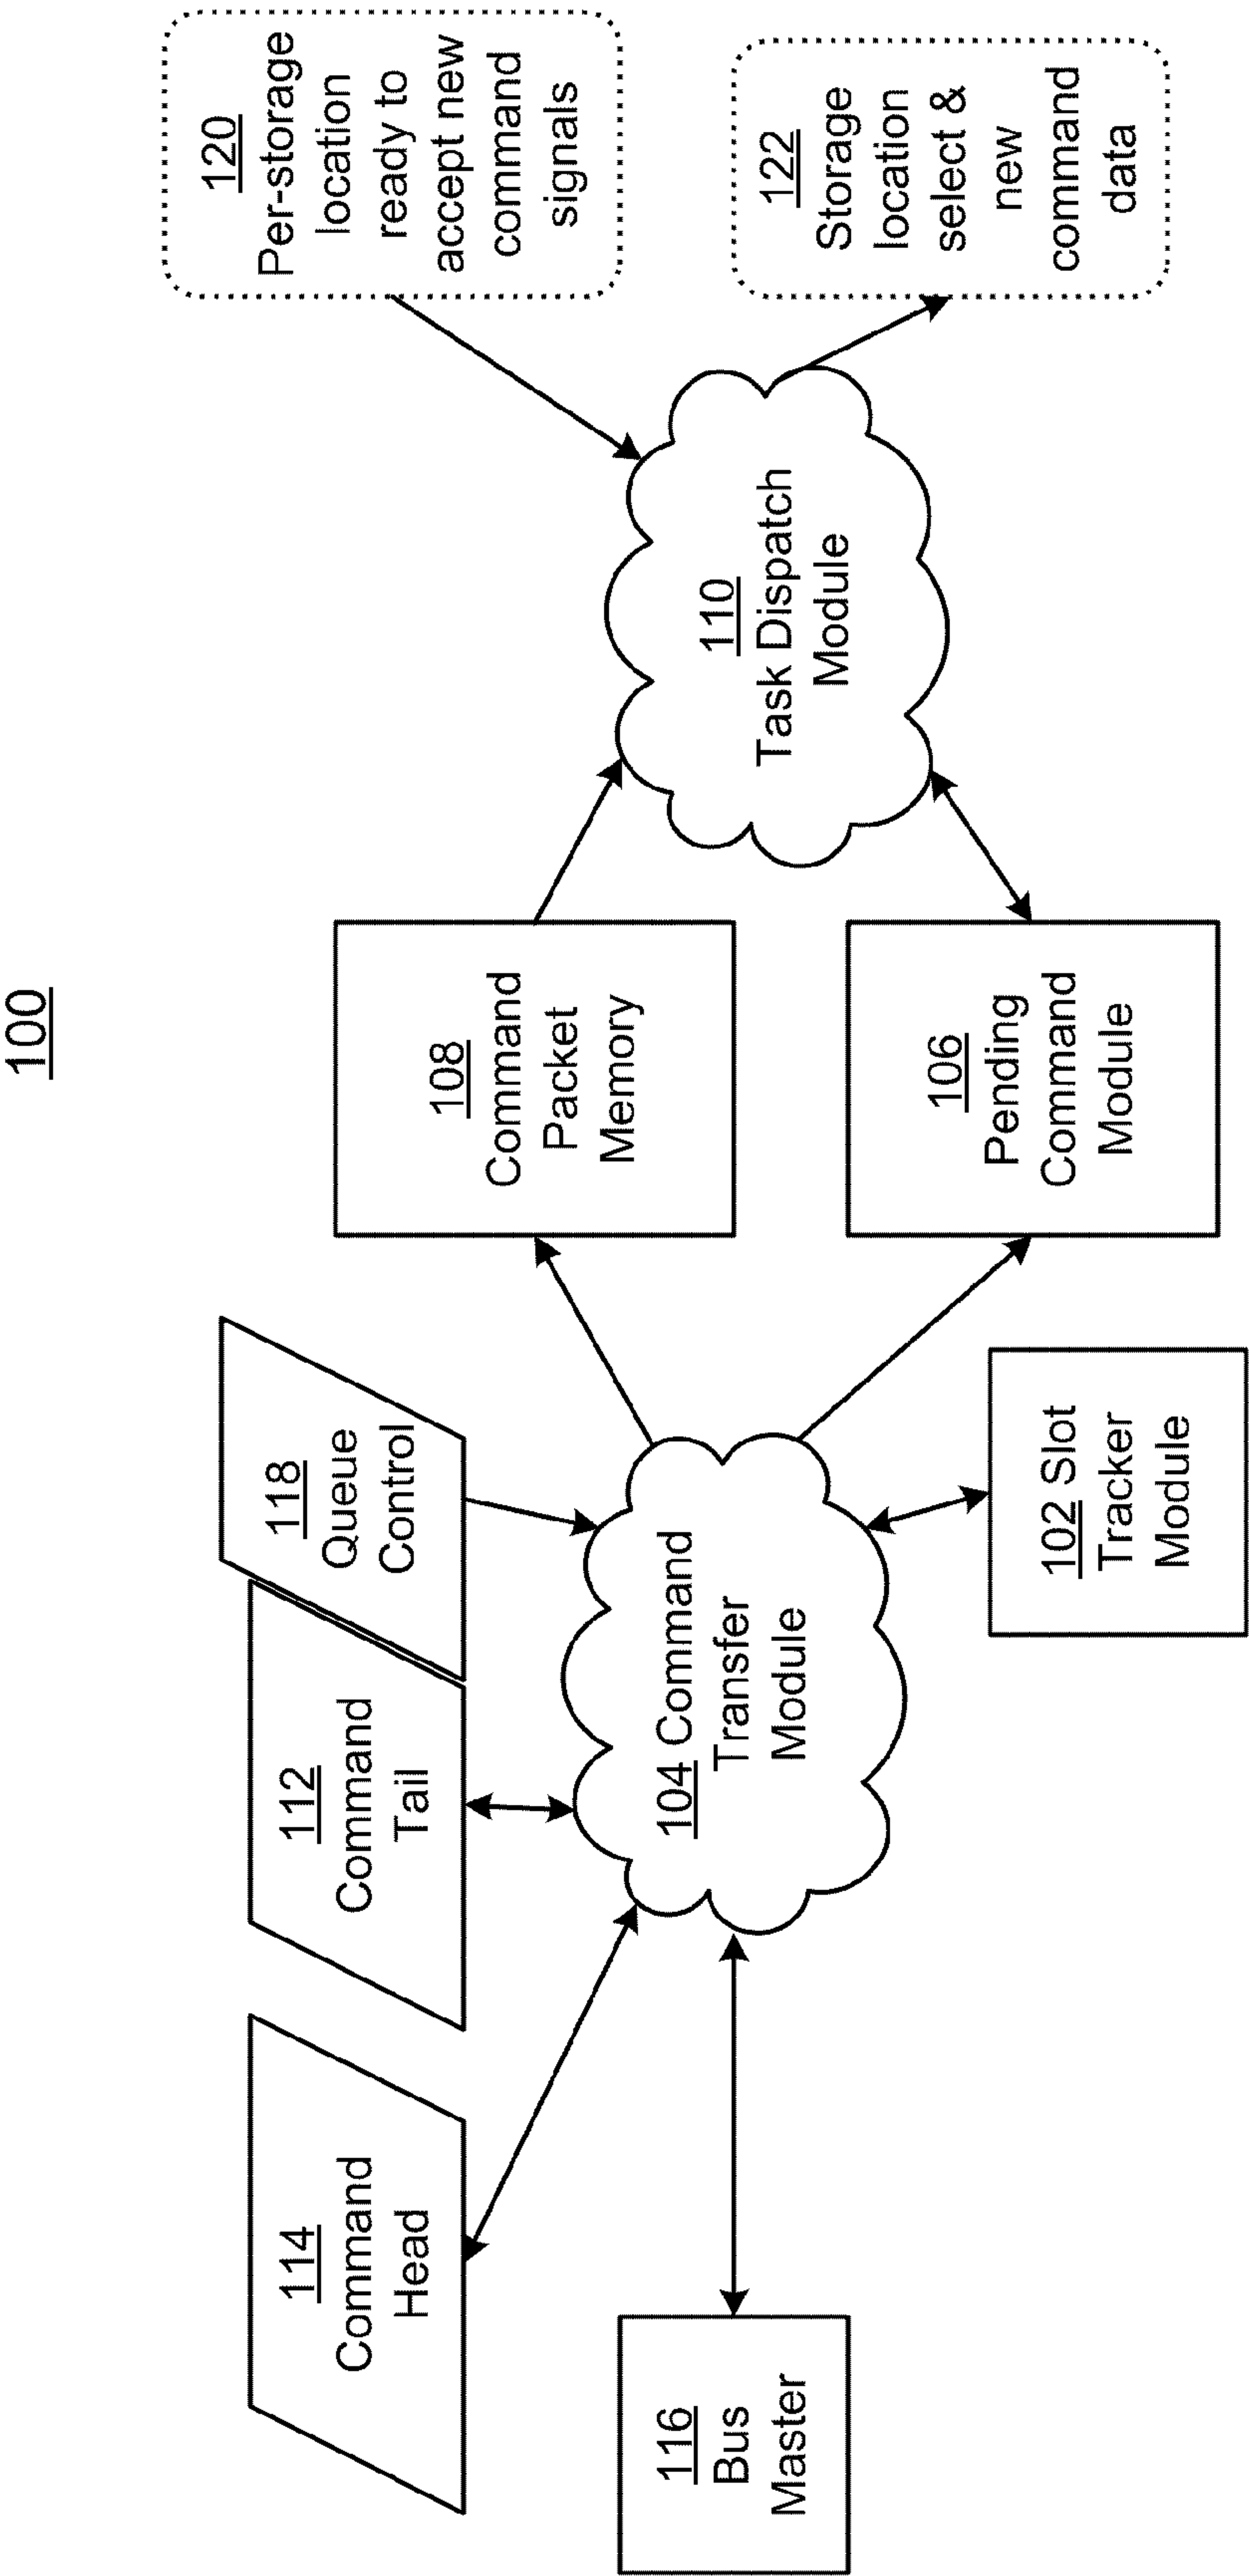 100
114
Command
Head
112
Command
Tail
118
Queue
Control
120
Per-storage
location
ready to
accept new
command
signals
116
Bus
Master
104 Command
Transfer
Module
102 Slot
Tracker
Module
108
Command
Packet
Memory
106
Pending
Command
Module
110
Task Dispatch
Module
122
Storage
location
select &
new
command
data